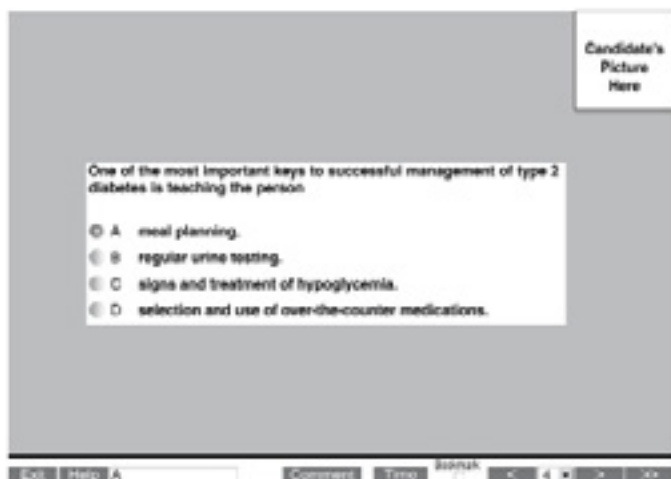 Candidate's
Picture
Here
One of the most important keys to successful management of type 2
diabetes is teaching the person
A meal planning.
B regular urine testing.
C signs and treatment of hypoglycemia.
D selection and use of over-the-counter medications.
Bookmark
Exit Help A Comment Time < 4 > >>